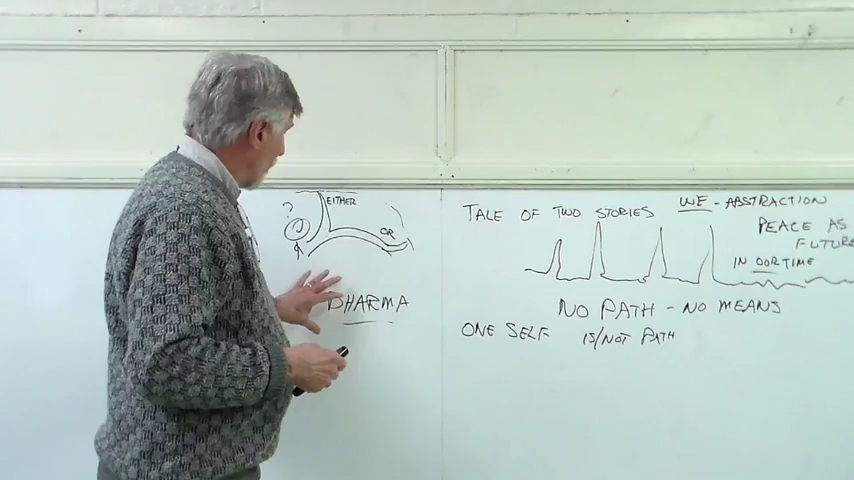 ?
EITHER
OR
DHARMA
TALE OF TWO STORIES
WE - ABSTRACTION
PEACE AS
FUTURE
IN OOR TIME
NO PATH - NO MEANS
ONE SELF IS/NOT PATH